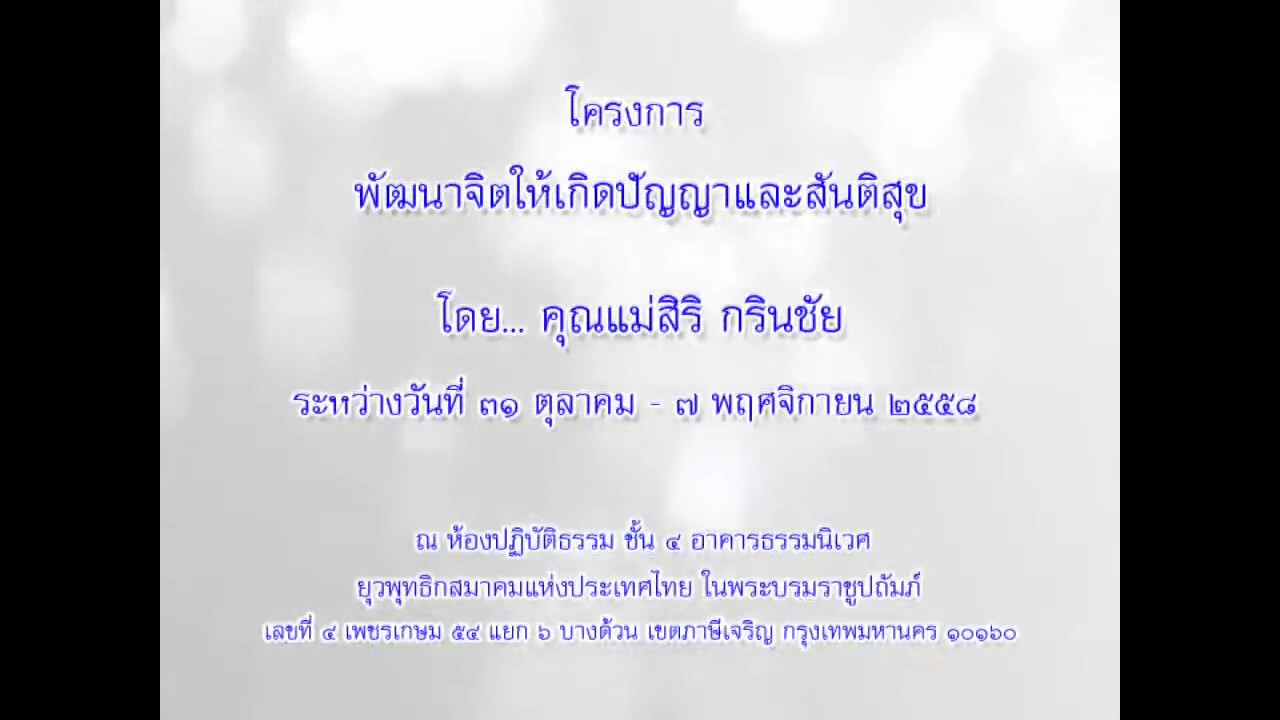 โครงการ
พัฒนาจิตให้เกิดปัญญาและสันติสุข
โดย... คุณแม่สิริ กรินชัย
ระหว่างวันที่ ๓๑ ตุลาคม - ๗ พฤศจิกายน ๒๕๕๘
ณ ห้องปฏิบัติธรรม ชั้น ๔ อาคารธรรมนิเวศ
ยุวพุทธิกสมาคมแห่งประเทศไทย ในพระบรมราชูปถัมภ์
เลขที่ ๔ เพชรเกษม ๕๔ แยก ๖ บางด้วน เขตภาษีเจริญ กรุงเทพมหานคร ๑๐๑๖๐